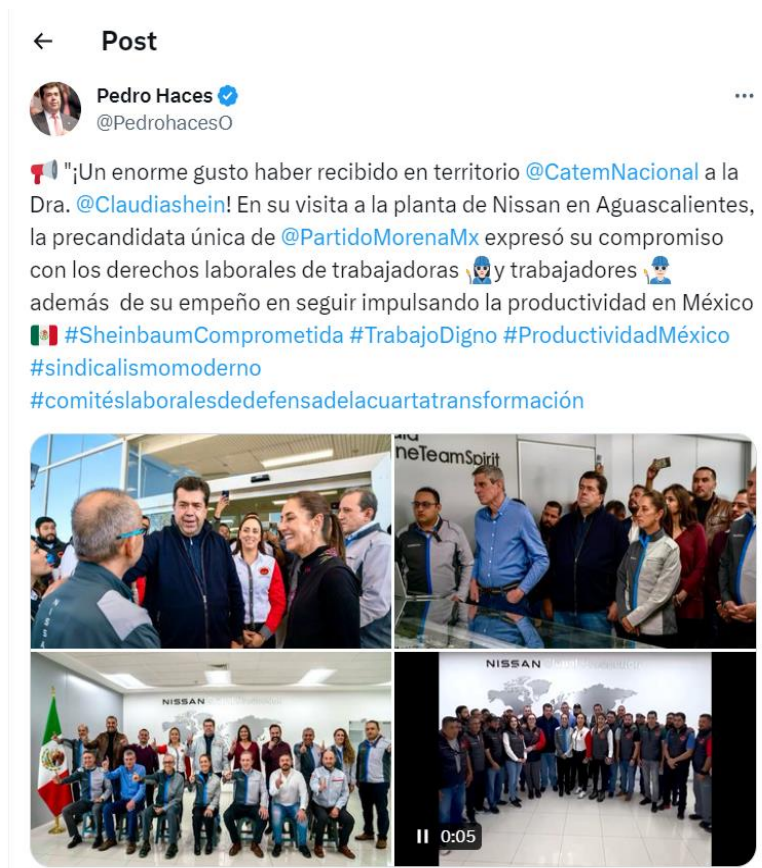 Post
Pedro Haces
@PedrohacesO
"¡Un enorme gusto haber recibido en territorio @CatemNacional a la
Dra. @Claudiashein! En su visita a la planta de Nissan en Aguascalientes,
la precandidata única de @PartidoMorenaMx expresó su compromiso
con los derechos laborales de trabajadoras y trabajadores
además de su empeño en seguir impulsando la productividad en México
#SheinbaumComprometida #TrabajoDigno #ProductividadMéxico
#sindicalismomoderno
#comitéslaboralesdedefensadelacuartatransformación
neTeamSpirit
NISSAN
NISSAN
NISSAN
0:05